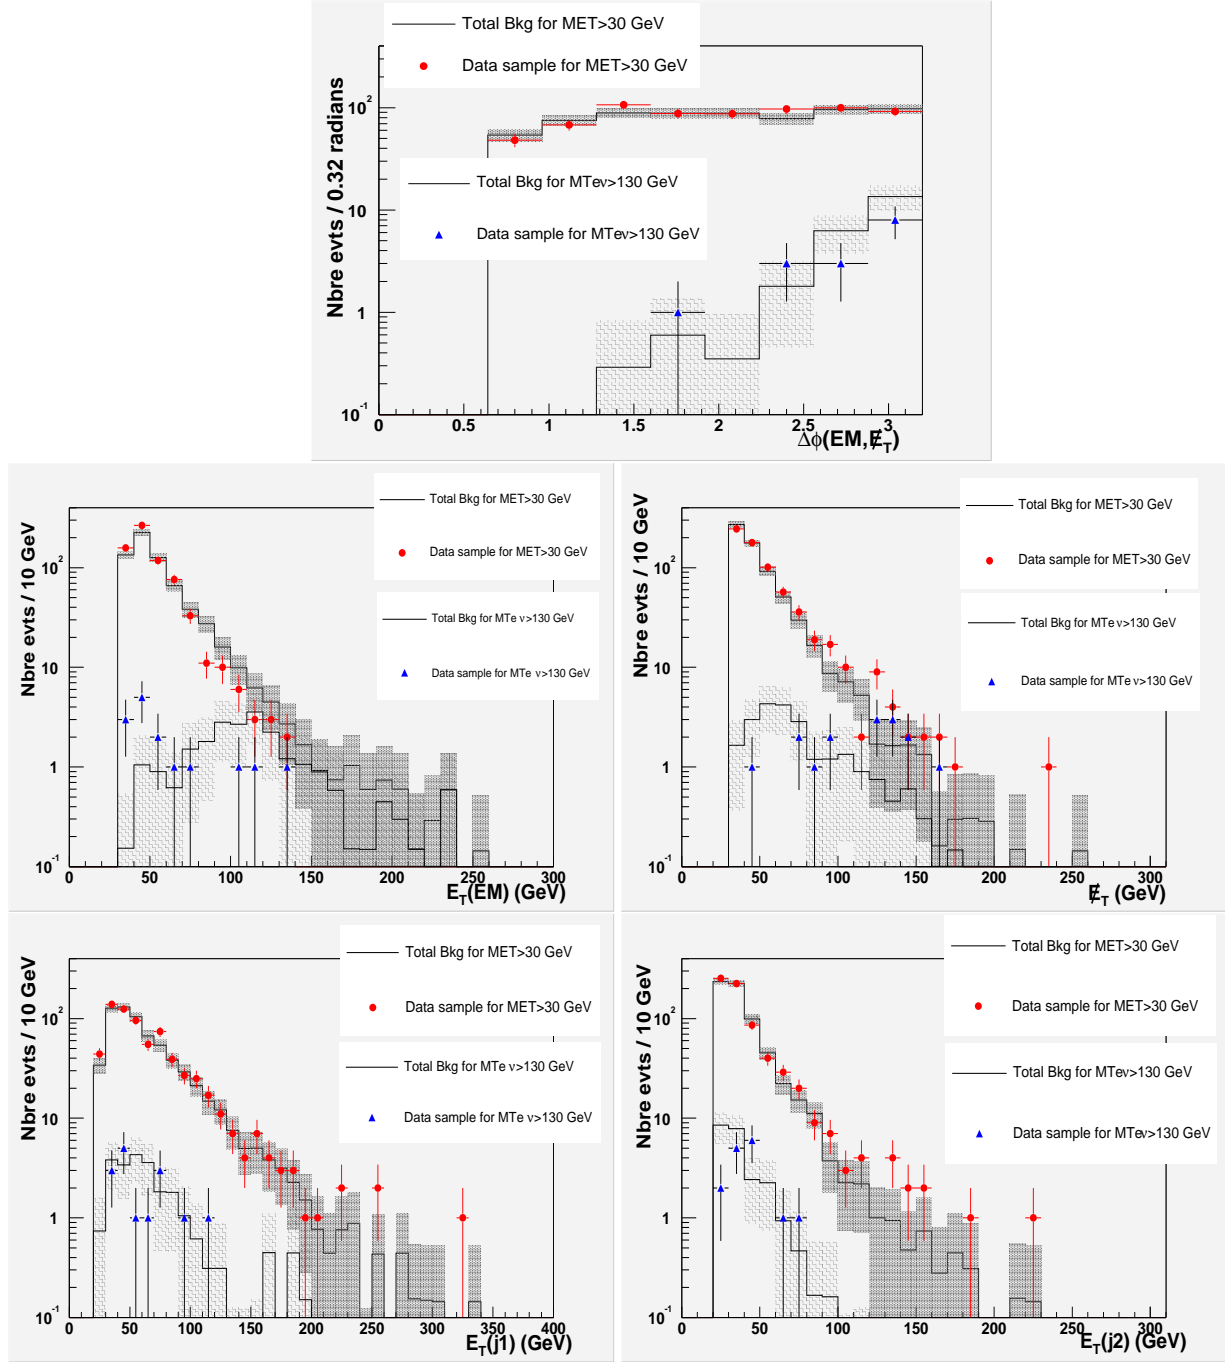 Total Bkg for MET>30 GeV
Data sample for MET>30 GeV
Nbre evts / 0.32 radians
10²
10
1
10⁻¹
Total Bkg for MTeν>130 GeV
Data sample for MTeν>130 GeV
0 0.5 1 1.5 2 2.5 3
Δϕ(EM,E̸_T)
Nbre evts / 10 GeV
10²
10
1
10⁻¹
Total Bkg for MET>30 GeV
Data sample for MET>30 GeV
Total Bkg for MTe ν>130 GeV
Data sample for MTe ν>130 GeV
0 50 100 150 200 250 300
E_T(EM) (GeV)
Nbre evts / 10 GeV
10²
10
1
10⁻¹
Total Bkg for MET>30 GeV
Data sample for MET>30 GeV
Total Bkg for MTe ν>130 GeV
Data sample for MTe ν>130 GeV
0 50 100 150 200 250 300
E̸_T (GeV)
Nbre evts / 10 GeV
10²
10
1
10⁻¹
Total Bkg for MET>30 GeV
Data sample for MET>30 GeV
Total Bkg for MTe ν>130 GeV
Data sample for MTe ν>130 GeV
0 50 100 150 200 250 300 350 400
E_T(j1) (GeV)
Nbre evts / 10 GeV
10²
10
1
10⁻¹
Total Bkg for MET>30 GeV
Data sample for MET>30 GeV
Total Bkg for MTeν>130 GeV
Data sample for MTeν>130 GeV
0 50 100 150 200 250 300
E_T(j2) (GeV)